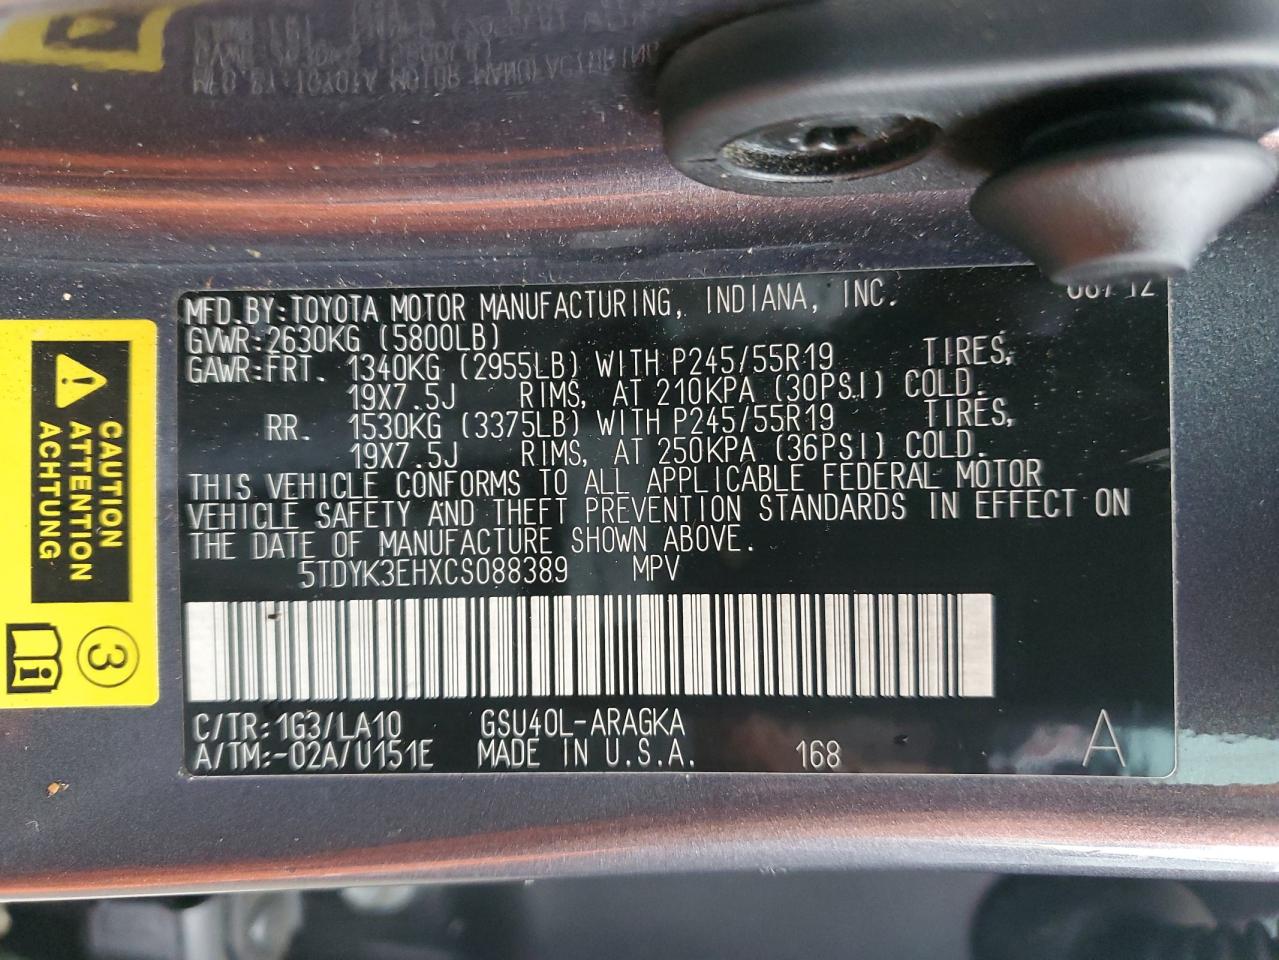 MFD.BY:TOYOTA MOTOR MANUFACTURING, INDIANA, INC.
GVWR:2630KG (5800LB)
GAWR:FRT. 1340KG (2955LB) WITH P245/55R19 TIRES,
19X7.5J RIMS, AT 210KPA (30PSI) COLD.
RR. 1530KG (3375LB) WITH P245/55R19 TIRES,
19X7.5J RIMS, AT 250KPA (36PSI) COLD.
THIS VEHICLE CONFORMS TO ALL APPLICABLE FEDERAL MOTOR
VEHICLE SAFETY AND THEFT PREVENTION STANDARDS IN EFFECT ON
THE DATE OF MANUFACTURE SHOWN ABOVE.
5TDYK3EHXCS088389 MPV
C/TR:1G3/LA10 GSU40L-ARAGKA
A/TM:-02A/U151E MADE IN U.S.A. 168 A
CAUTION
ATTENTION
ACHTUNG
3